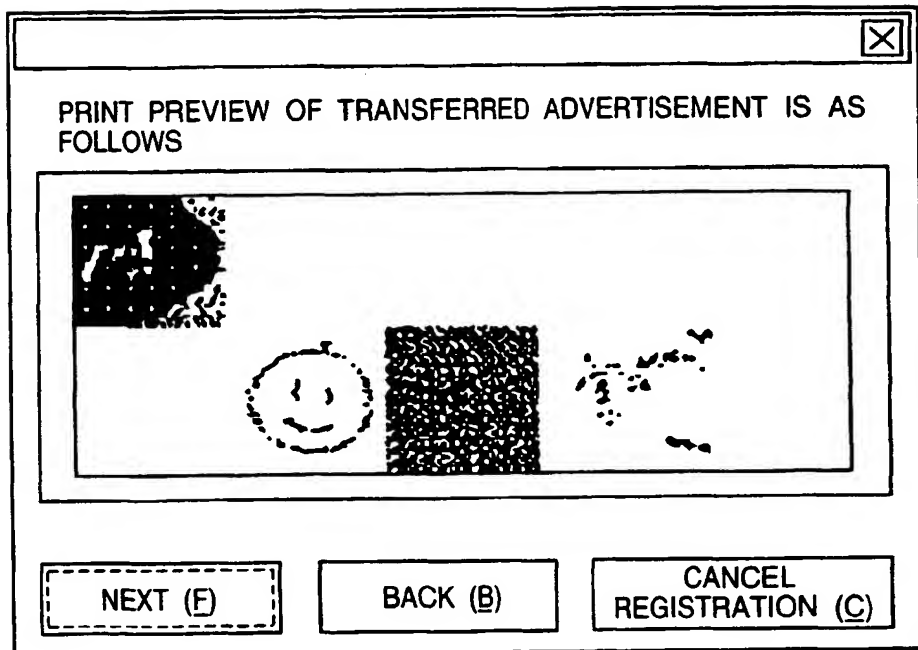 PRINT PREVIEW OF TRANSFERRED ADVERTISEMENT IS AS
FOLLOWS
NEXT (F)
BACK (B)
CANCEL
REGISTRATION (C)